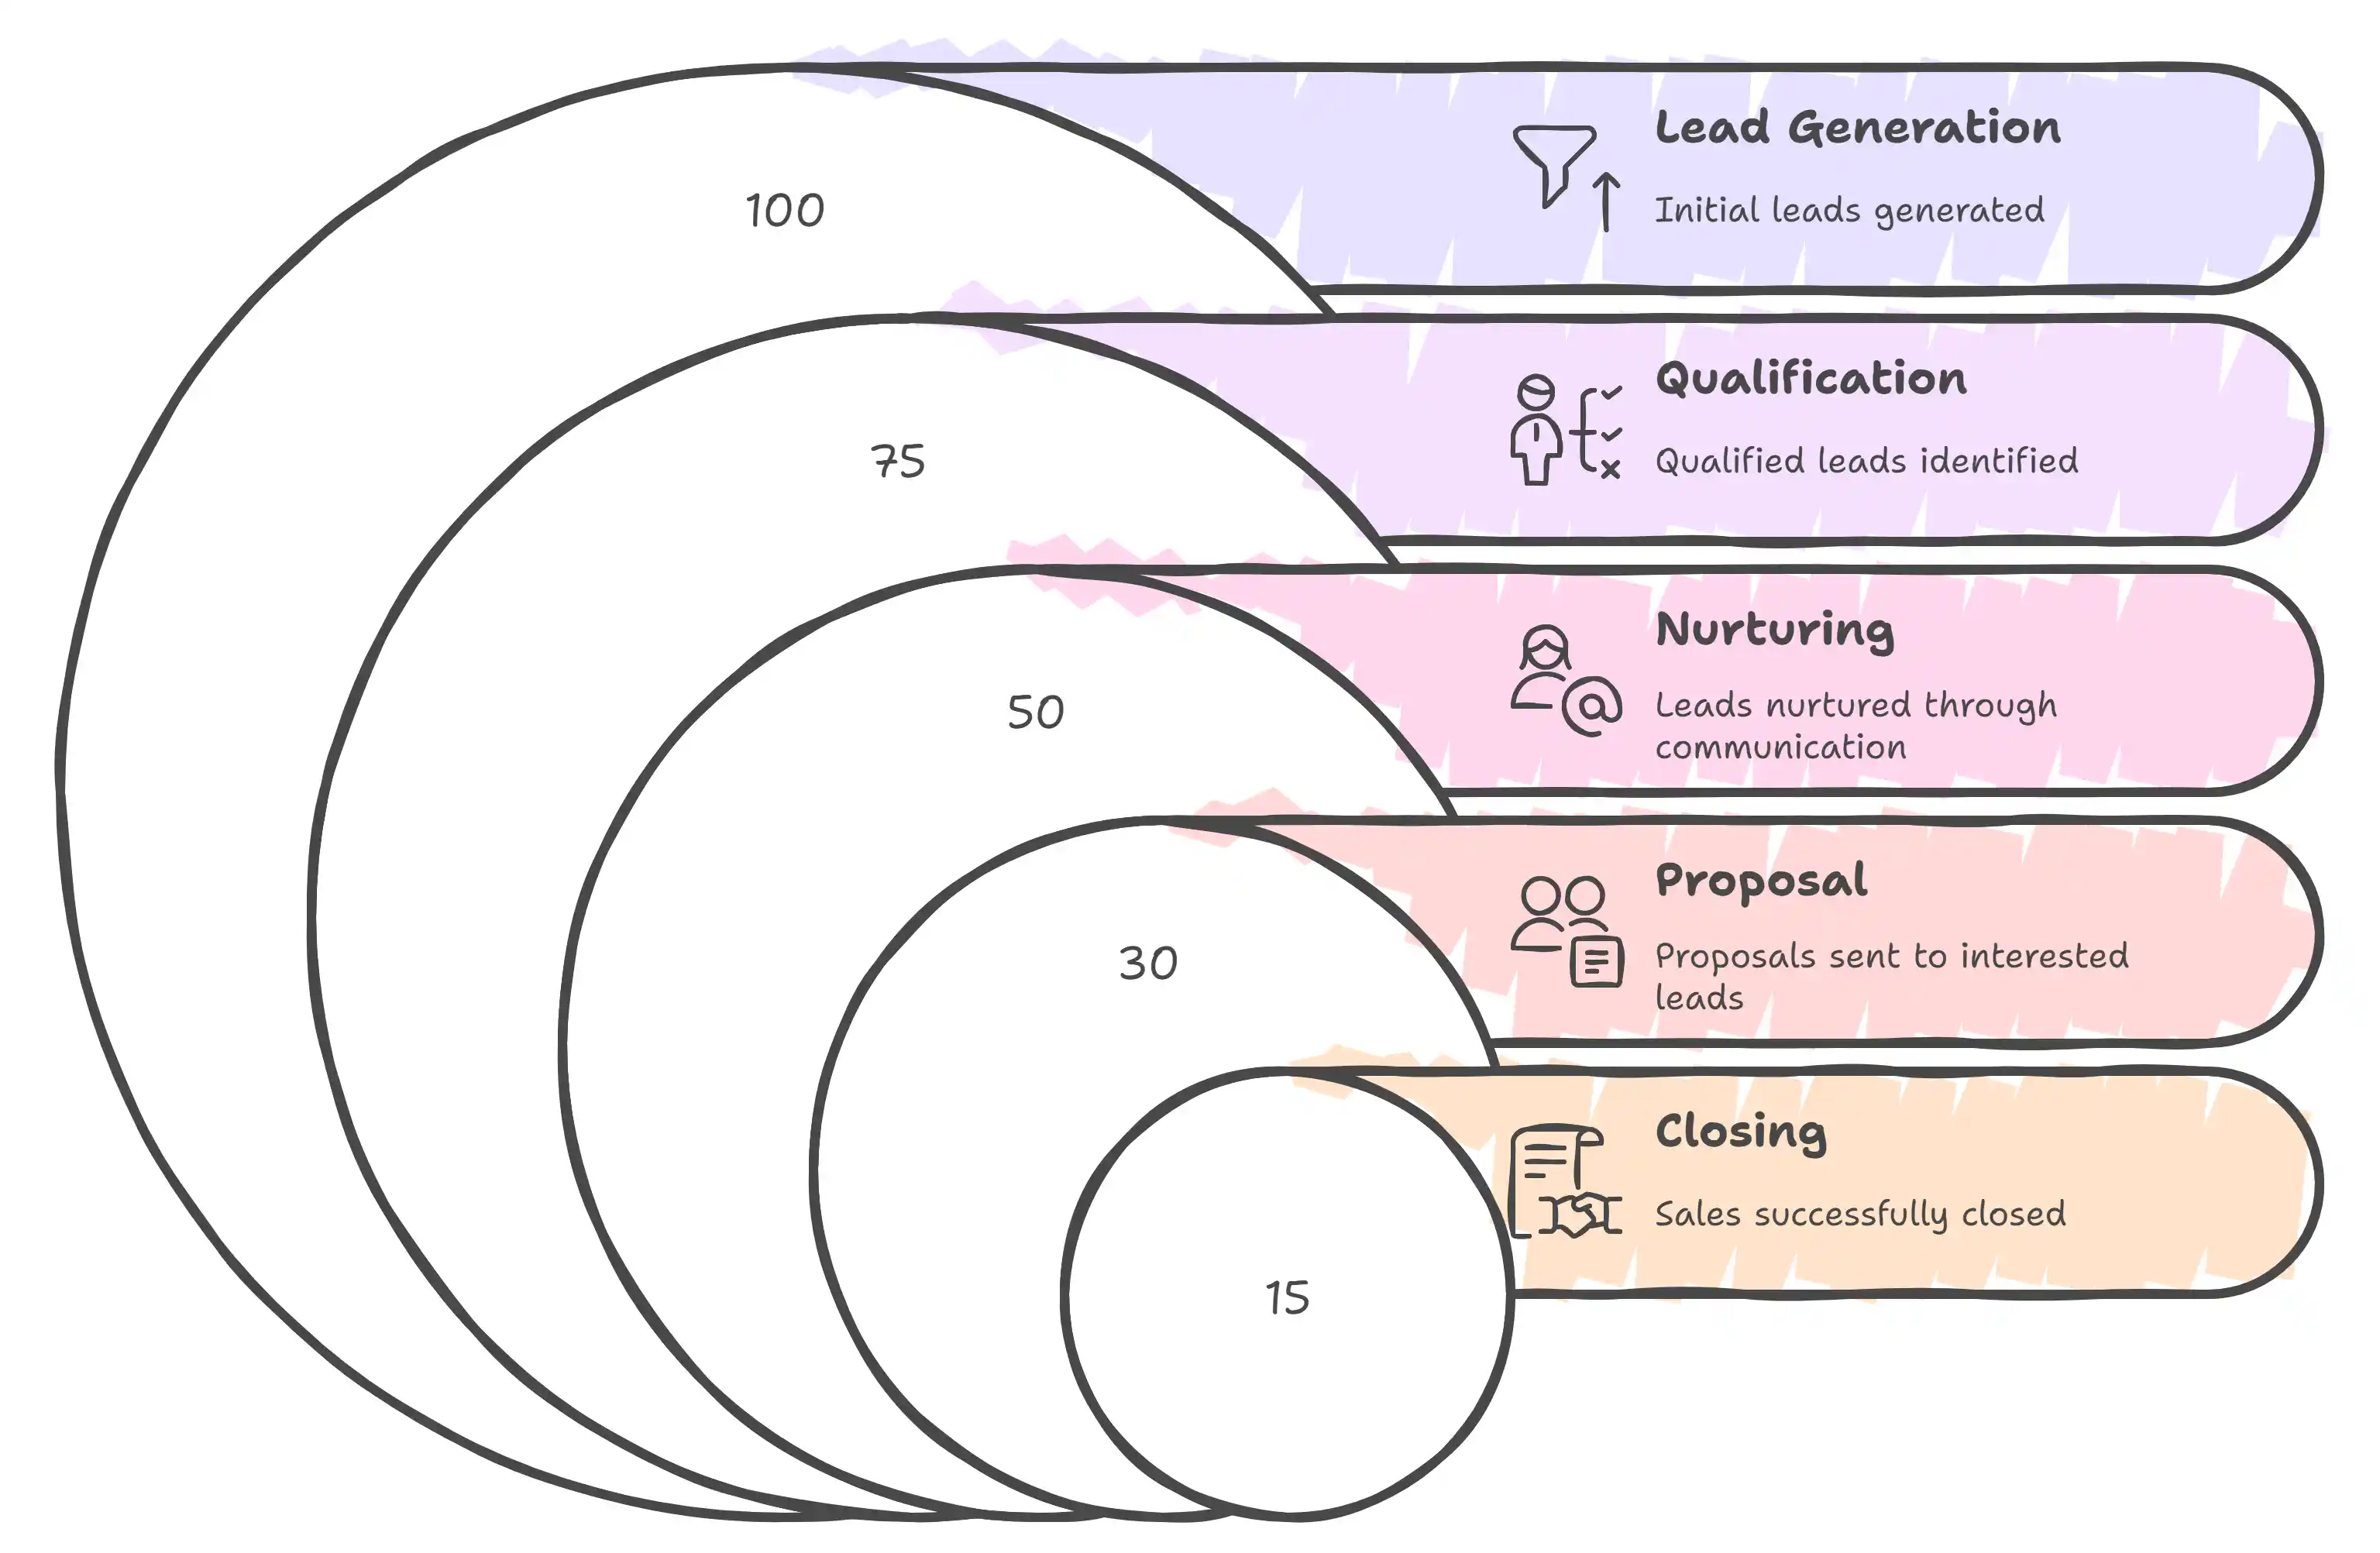 100
Lead Generation
Initial leads generated
75
Qualification
Qualified leads identified
50
Nurturing
Leads nurtured through
communication
30
Proposal
Proposals sent to interested
leads
15
Closing
Sales successfully closed